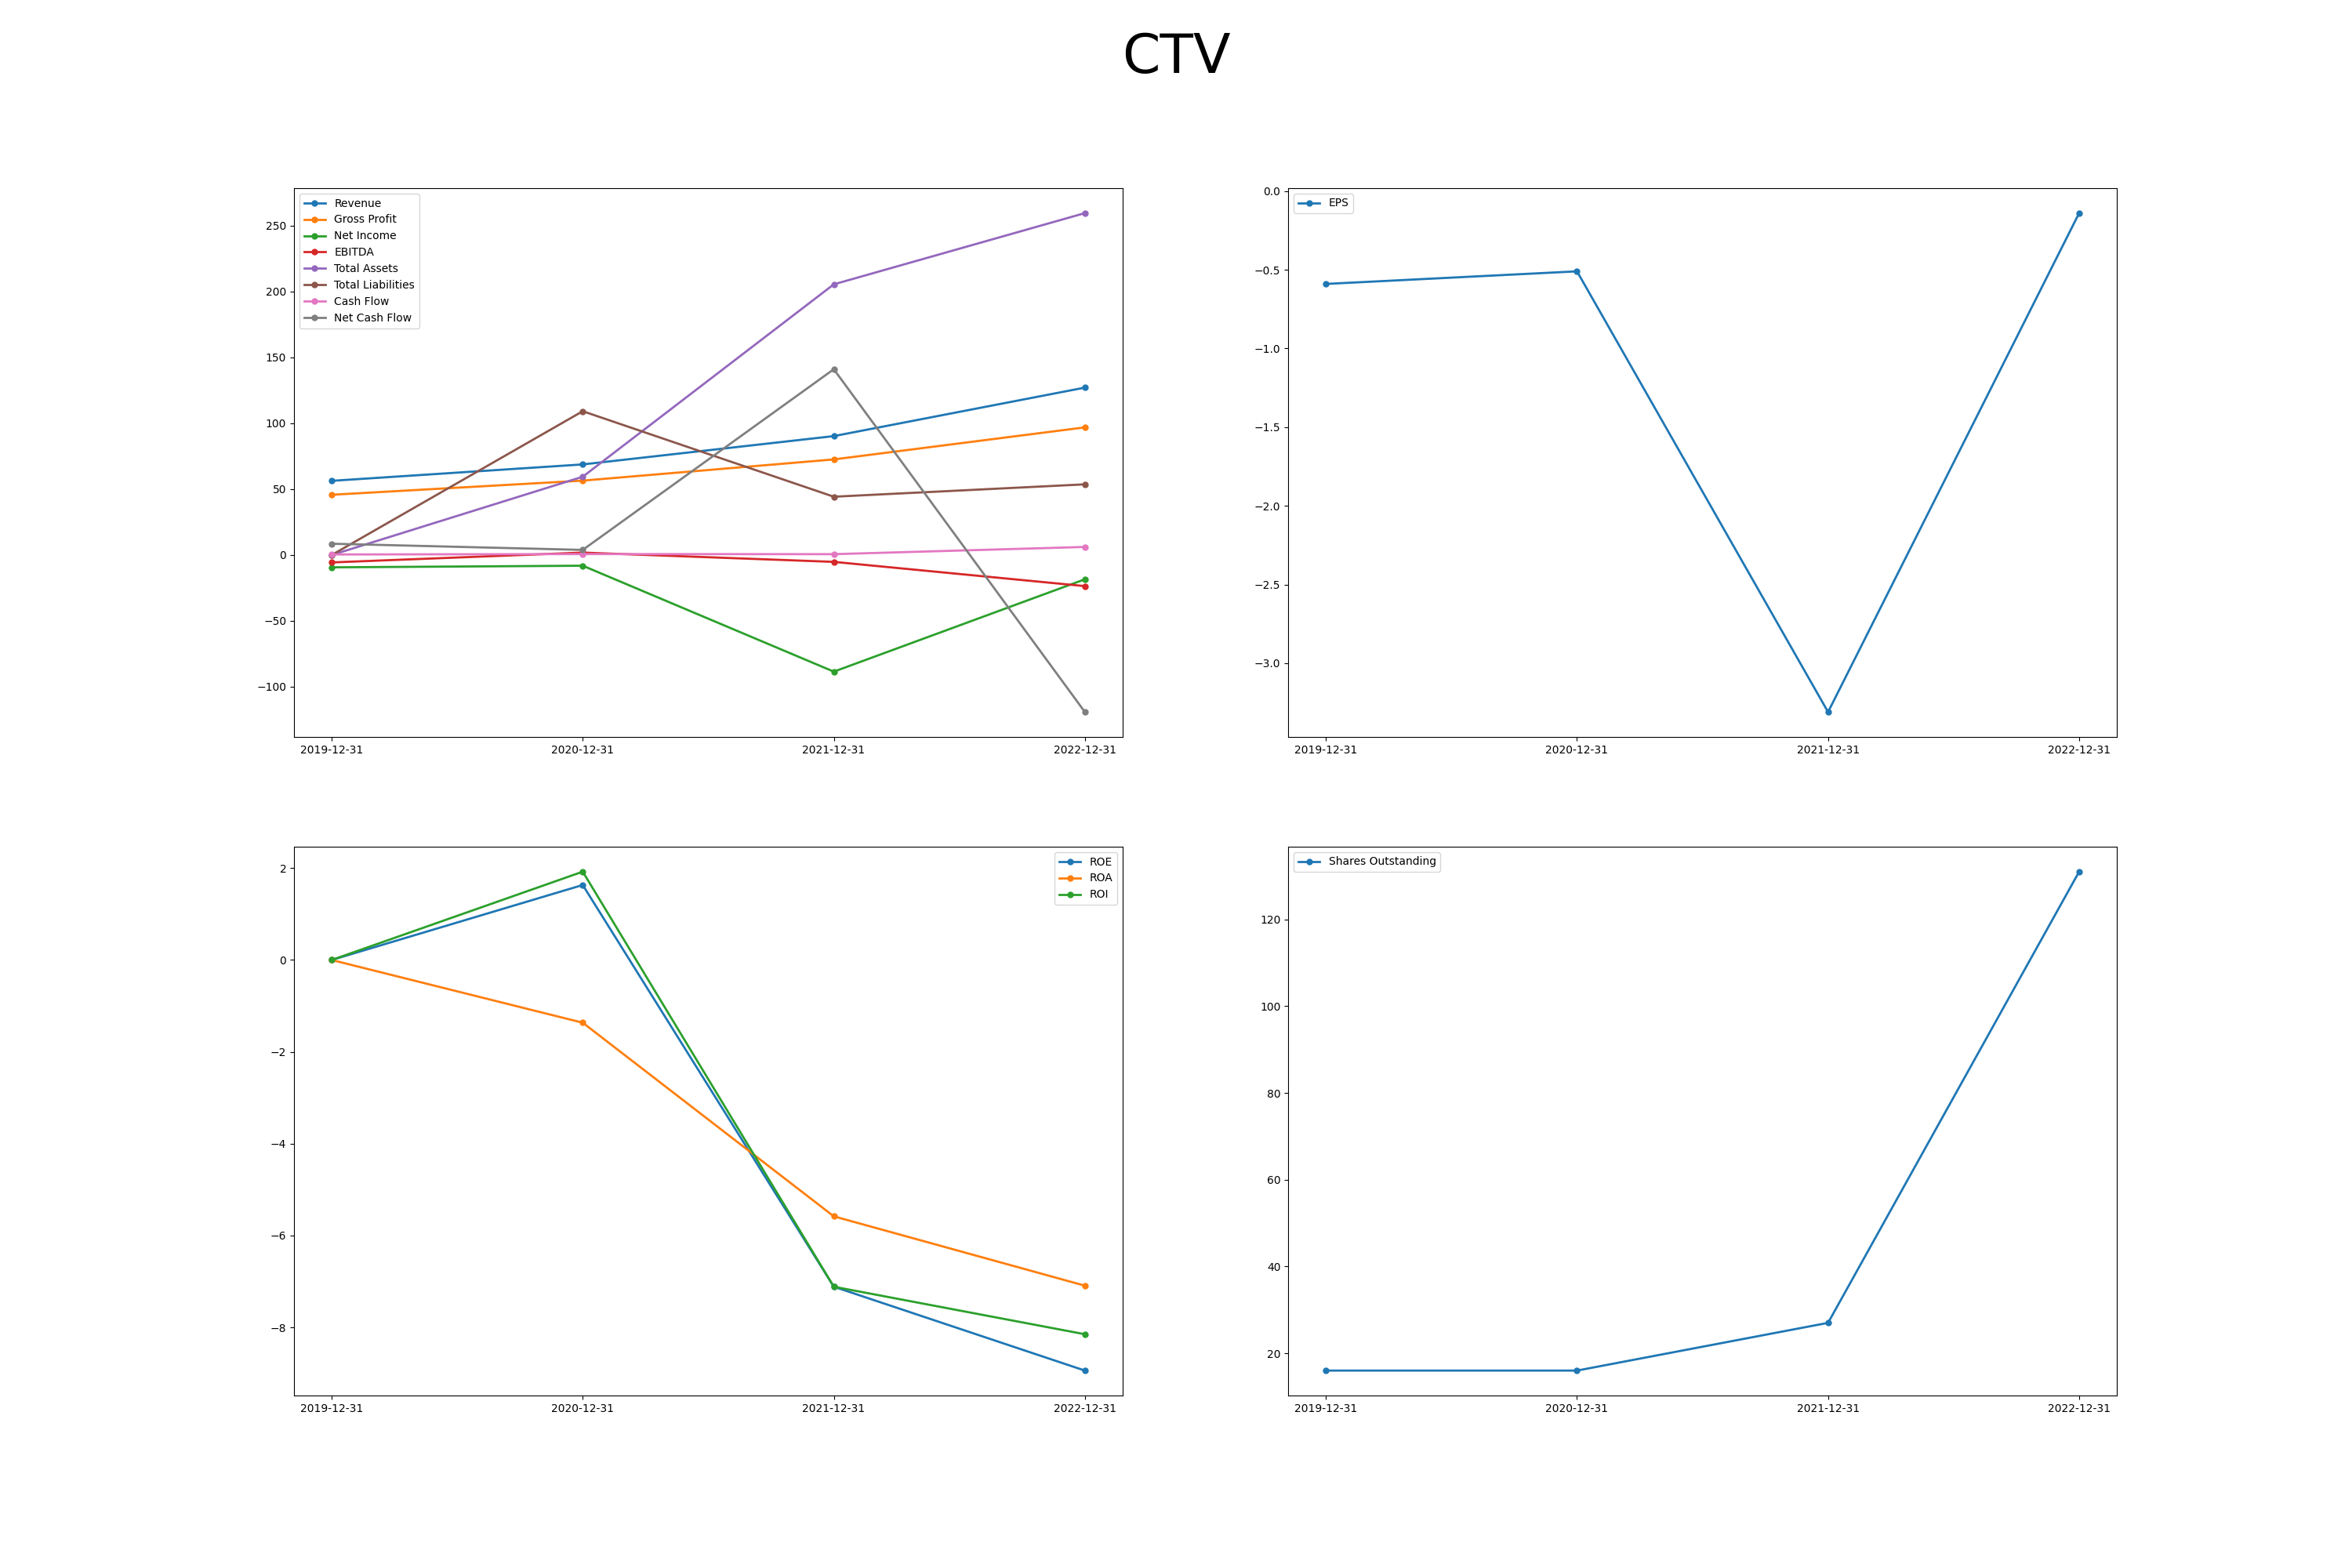 CTV
Revenue
Gross Profit
Net Income
EBITDA
Total Assets
Total Liabilities
Cash Flow
Net Cash Flow
250
200
150
100
50
0
−50
−100
2019-12-31 2020-12-31 2021-12-31 2022-12-31
EPS
0.0
−0.5
−1.0
−1.5
−2.0
−2.5
−3.0
2019-12-31 2020-12-31 2021-12-31 2022-12-31
ROE
ROA
ROI
2
0
−2
−4
−6
−8
2019-12-31 2020-12-31 2021-12-31 2022-12-31
Shares Outstanding
120
100
80
60
40
20
2019-12-31 2020-12-31 2021-12-31 2022-12-31